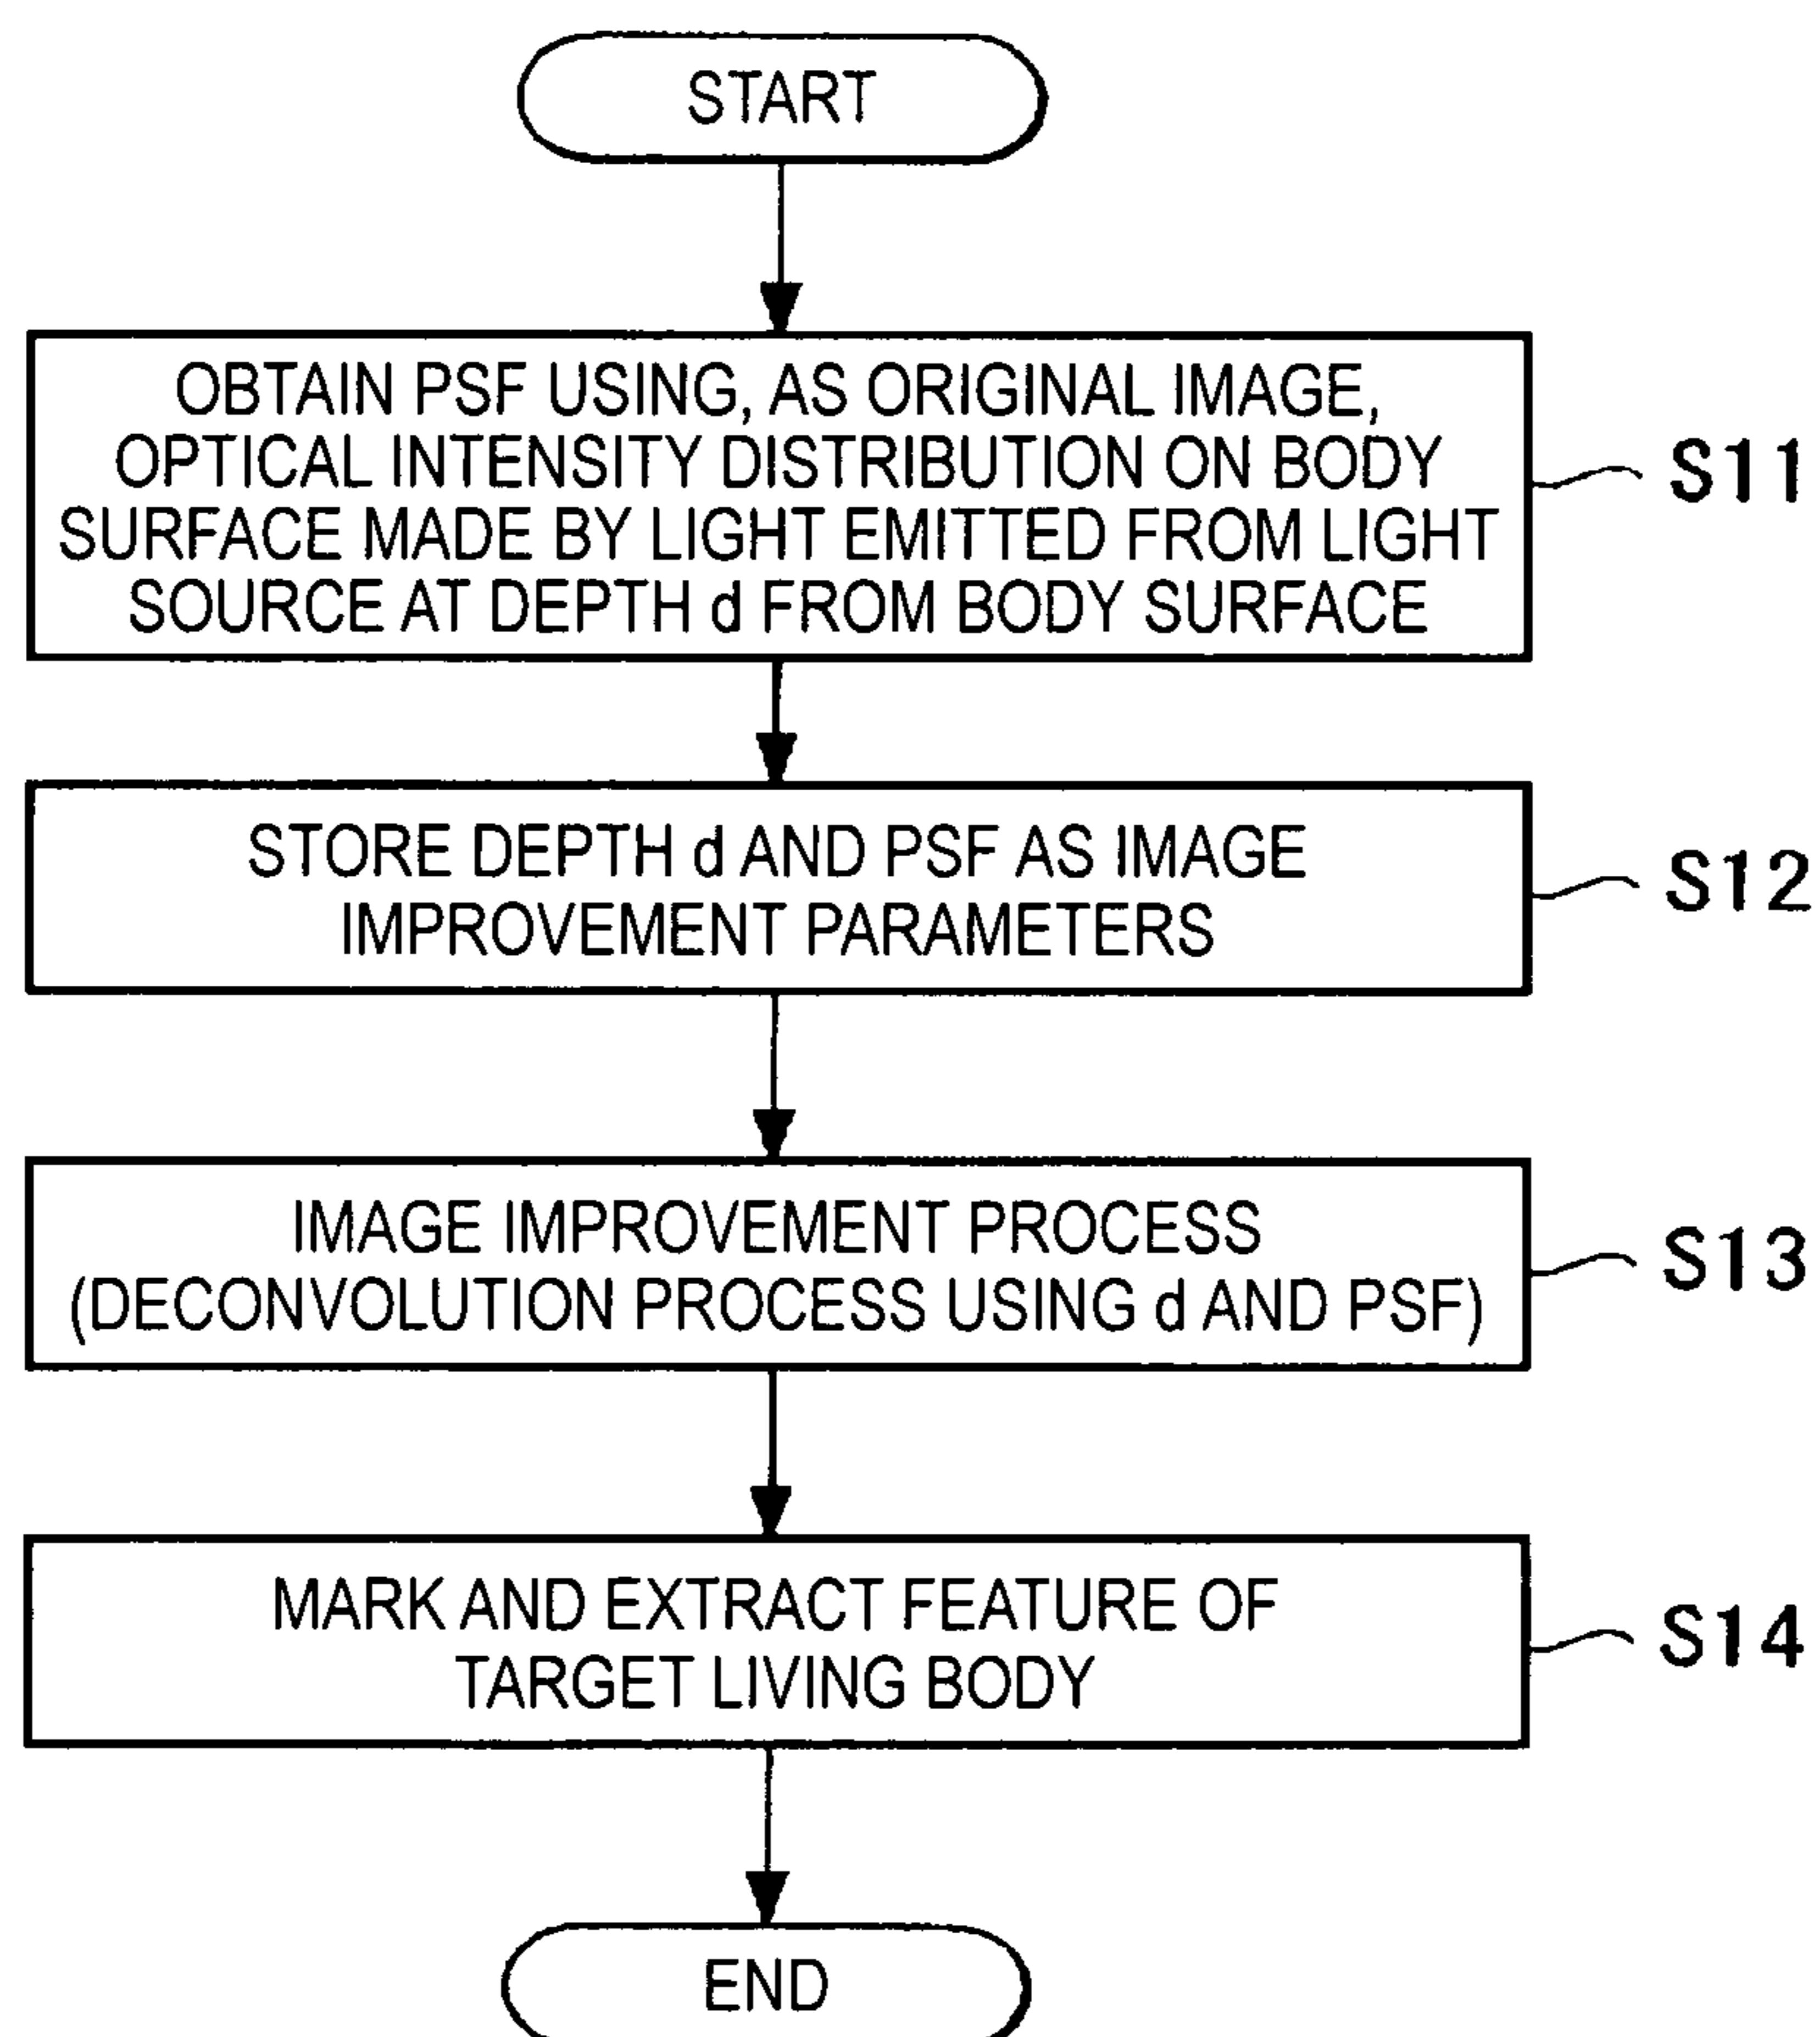 START
OBTAIN PSF USING, AS ORIGINAL IMAGE,
OPTICAL INTENSITY DISTRIBUTION ON BODY
SURFACE MADE BY LIGHT EMITTED FROM LIGHT
SOURCE AT DEPTH d FROM BODY SURFACE
S11
STORE DEPTH d AND PSF AS IMAGE
IMPROVEMENT PARAMETERS
S12
IMAGE IMPROVEMENT PROCESS
(DECONVOLUTION PROCESS USING d AND PSF)
S13
MARK AND EXTRACT FEATURE OF
TARGET LIVING BODY
S14
END